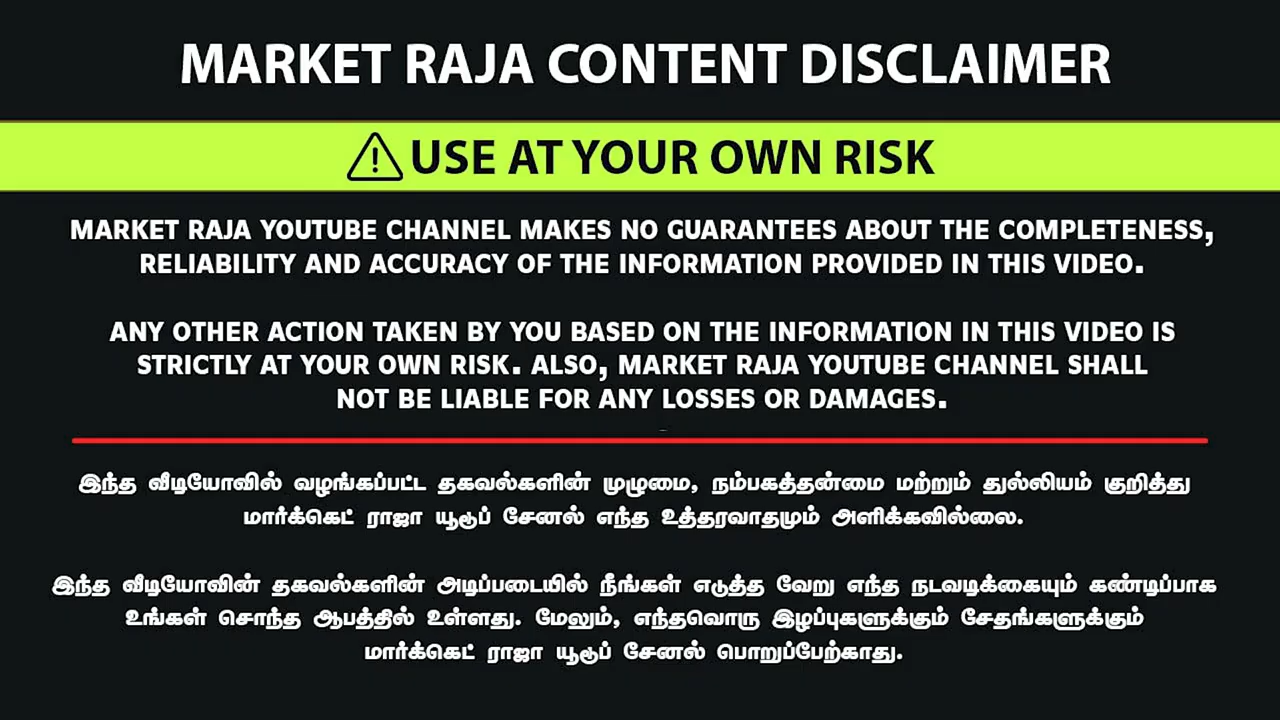 MARKET RAJA CONTENT DISCLAIMER
USE AT YOUR OWN RISK
MARKET RAJA YOUTUBE CHANNEL MAKES NO GUARANTEES ABOUT THE COMPLETENESS,
RELIABILITY AND ACCURACY OF THE INFORMATION PROVIDED IN THIS VIDEO.
ANY OTHER ACTION TAKEN BY YOU BASED ON THE INFORMATION IN THIS VIDEO IS
STRICTLY AT YOUR OWN RISK. ALSO, MARKET RAJA YOUTUBE CHANNEL SHALL
NOT BE LIABLE FOR ANY LOSSES OR DAMAGES.
இந்த வீடியோவில் வழங்கப்பட்ட தகவல்களின் முழுமை, நம்பகத்தன்மை மற்றும் துல்லியம் குறித்து
மார்க்கெட் ராஜா யூடூப் சேனல் எந்த உத்தரவாதமும் அளிக்கவில்லை.
இந்த வீடியோவின் தகவல்களின் அடிப்படையில் நீங்கள் எடுத்த வேறு எந்த நடவடிக்கையும் கண்டிப்பாக
உங்கள் சொந்த ஆபத்தில் உள்ளது. மேலும், எந்தவொரு இழப்புகளுக்கும் சேதங்களுக்கும்
மார்க்கெட் ராஜா யூடூப் சேனல் பொறுப்பேற்காது.